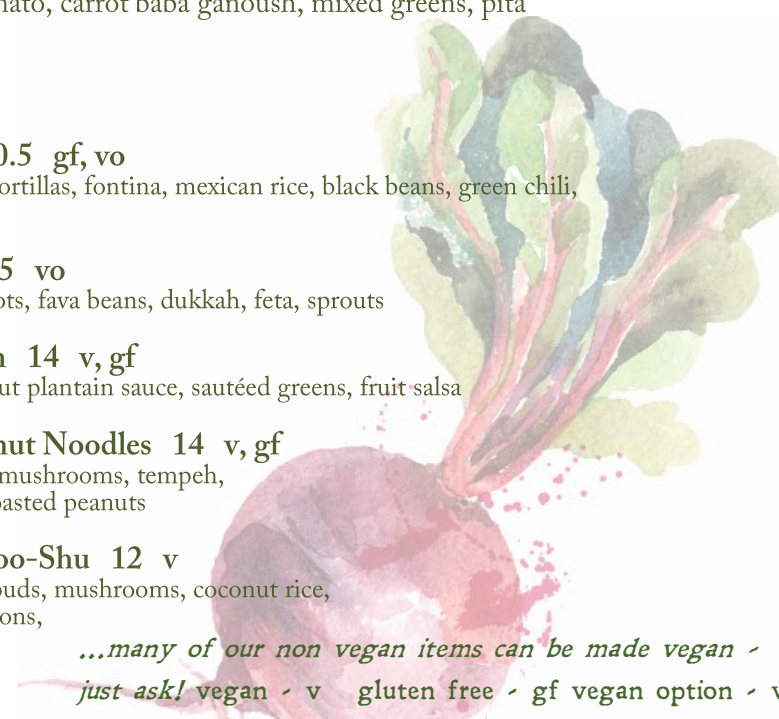 nato, carrot baba ganoush, mixed greens, pita
0.5 gf, vo
ortillas, fontina, mexican rice, black beans, green chili,
5 vo
ots, fava beans, dukkah, feta, sprouts
n 14 v, gf
ut plantain sauce, sautéed greens, fruit salsa
nut Noodles 14 v, gf
mushrooms, tempeh,
oasted peanuts
oo-Shu 12 v
ouds, mushrooms, coconut rice,
ons,
...many of our non vegan items can be made vegan -
just ask! vegan - v gluten free - gf vegan option - v